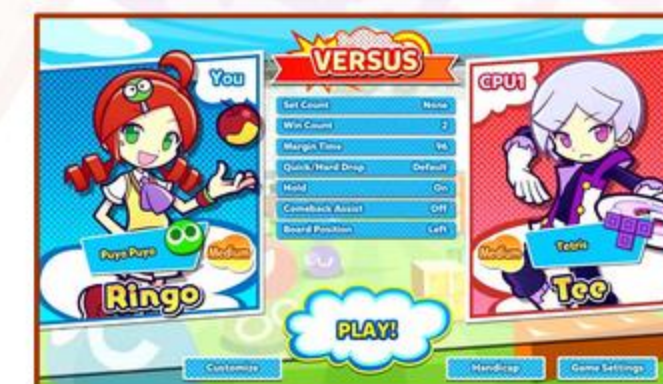 VERSUS
You
CPU1
Set Count None
Win Count 2
Margin Time 96
Quick/Hard Drop Default
Hold On
Comeback Assist Off
Board Position Left
Puyo Puyo
Medium
Ringo
Medium
Tetris
Tee
PLAY!
Customize
Handicap
Game Settings